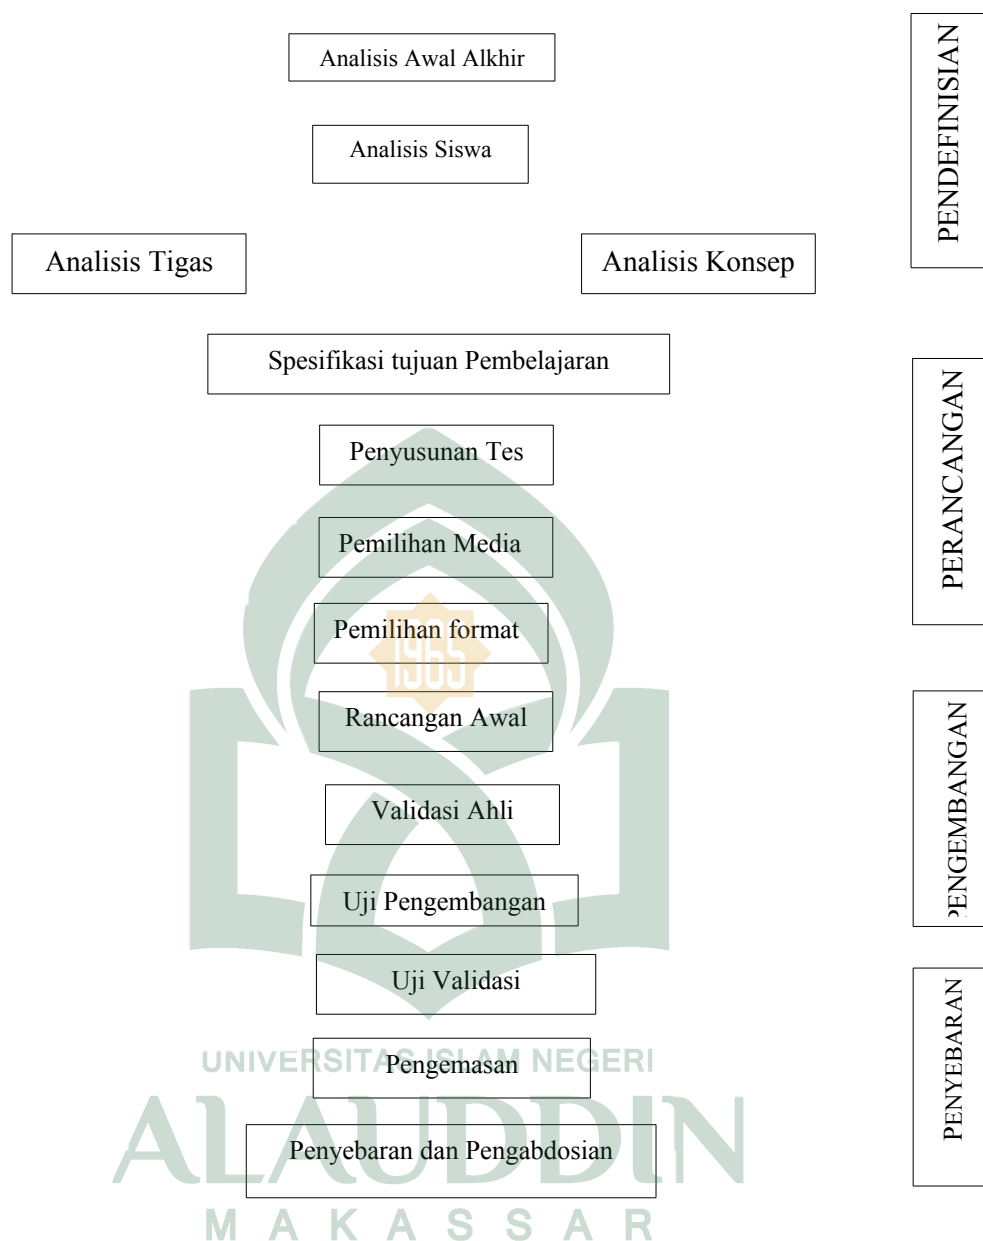 Analisis Awal Alkhir
Analisis Siswa
Analisis Tigas
Analisis Konsep
Spesifikasi tujuan Pembelajaran
Penyusunan Tes
Pemilihan Media
Pemilihan format
1965
Rancangan Awal
Validasi Ahli
Uji Pengembangan
Uji Validasi
UNIVERSITAS ISLAM NEGERI
Pengemasan
ALAUDDIN
Penyebaran dan Pengabdosian
MAKASSAR
PENDEFINISIAN
PERANCANGAN
PENGEMBANGAN
PENYEBARAN